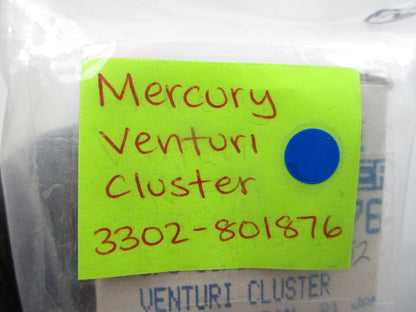 Mercury
Venturi
Cluster
3302-801876
VENTURI CLUSTER